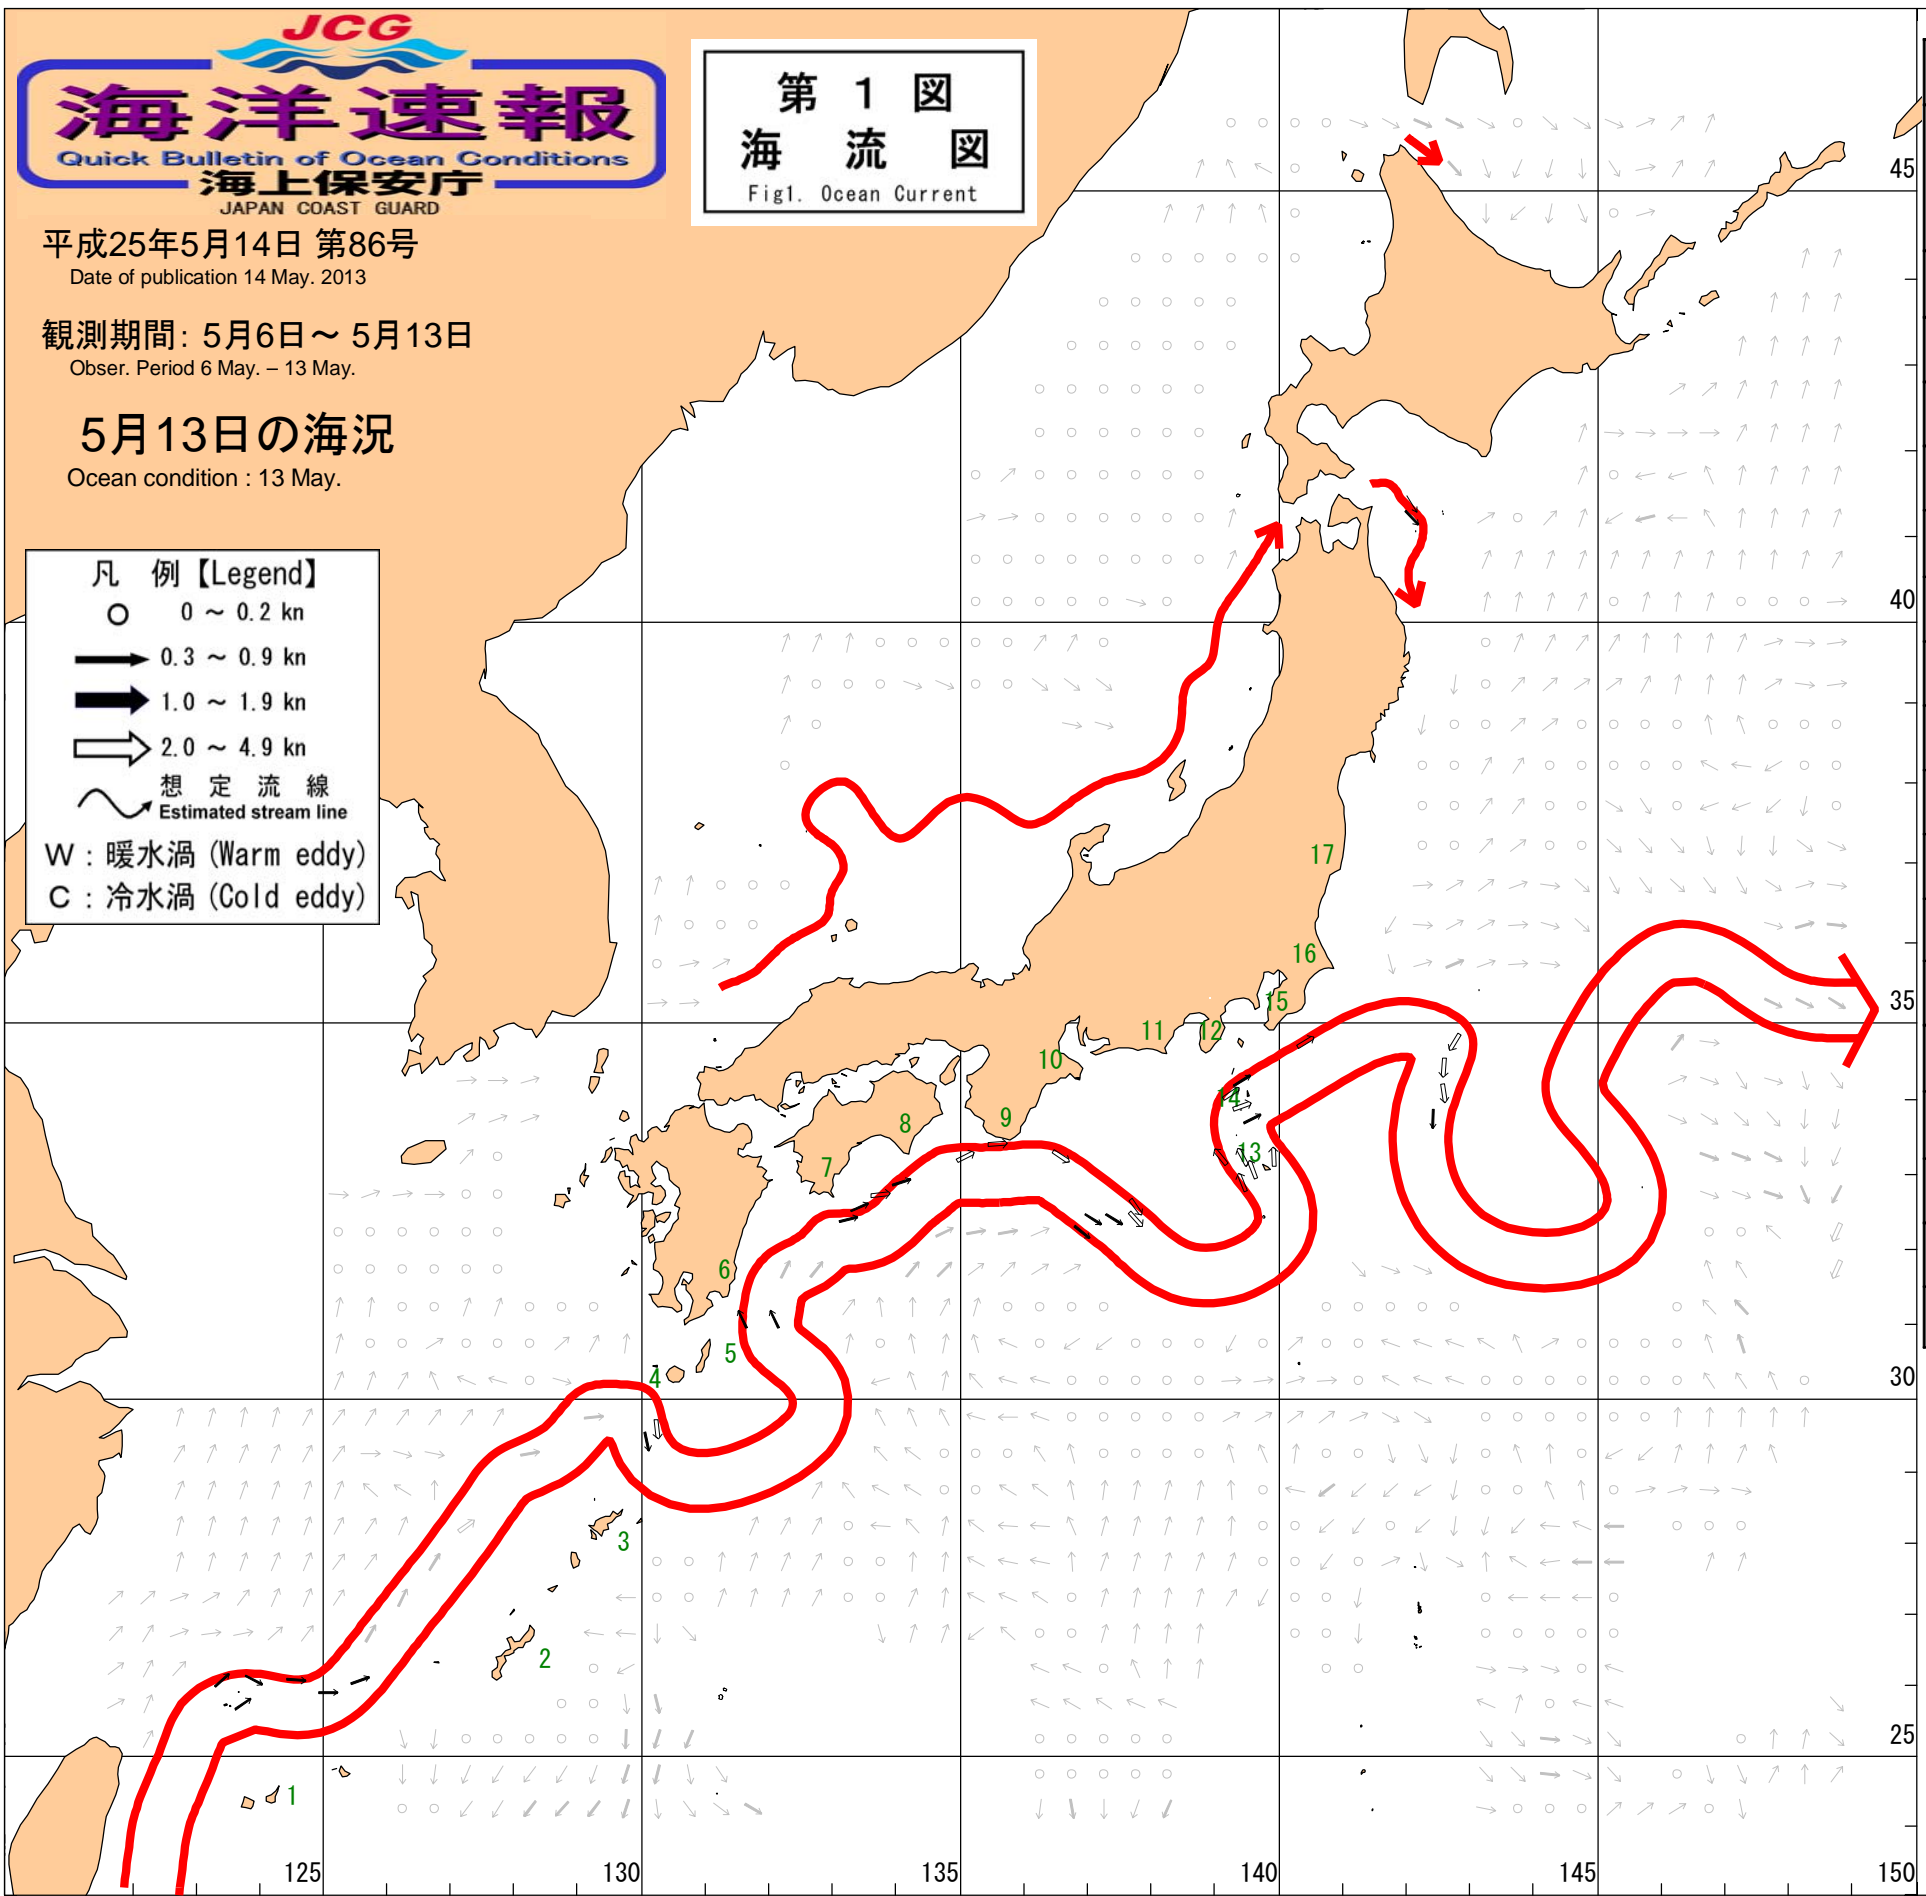 JCG
海洋速報
Quick Bulletin of Ocean Conditions
海上保安庁
JAPAN COAST GUARD
第 1 図
海 流 図
Fig1. Ocean Current
平成25年5月14日 第86号
Date of publication 14 May. 2013
観測期間: 5月6日～ 5月13日
Obser. Period 6 May. – 13 May.
5月13日の海況
Ocean condition : 13 May.
凡 例【Legend】
0 ～ 0.2 kn
0.3 ～ 0.9 kn
1.0 ～ 1.9 kn
2.0 ～ 4.9 kn
想 定 流 線
Estimated stream line
W : 暖水渦 (Warm eddy)
C : 冷水渦 (Cold eddy)
45
40
17
16
35
15
12
11
10
14
9
8
13
7
6
5
4
30
3
2
25
1
125
130
135
140
145
150